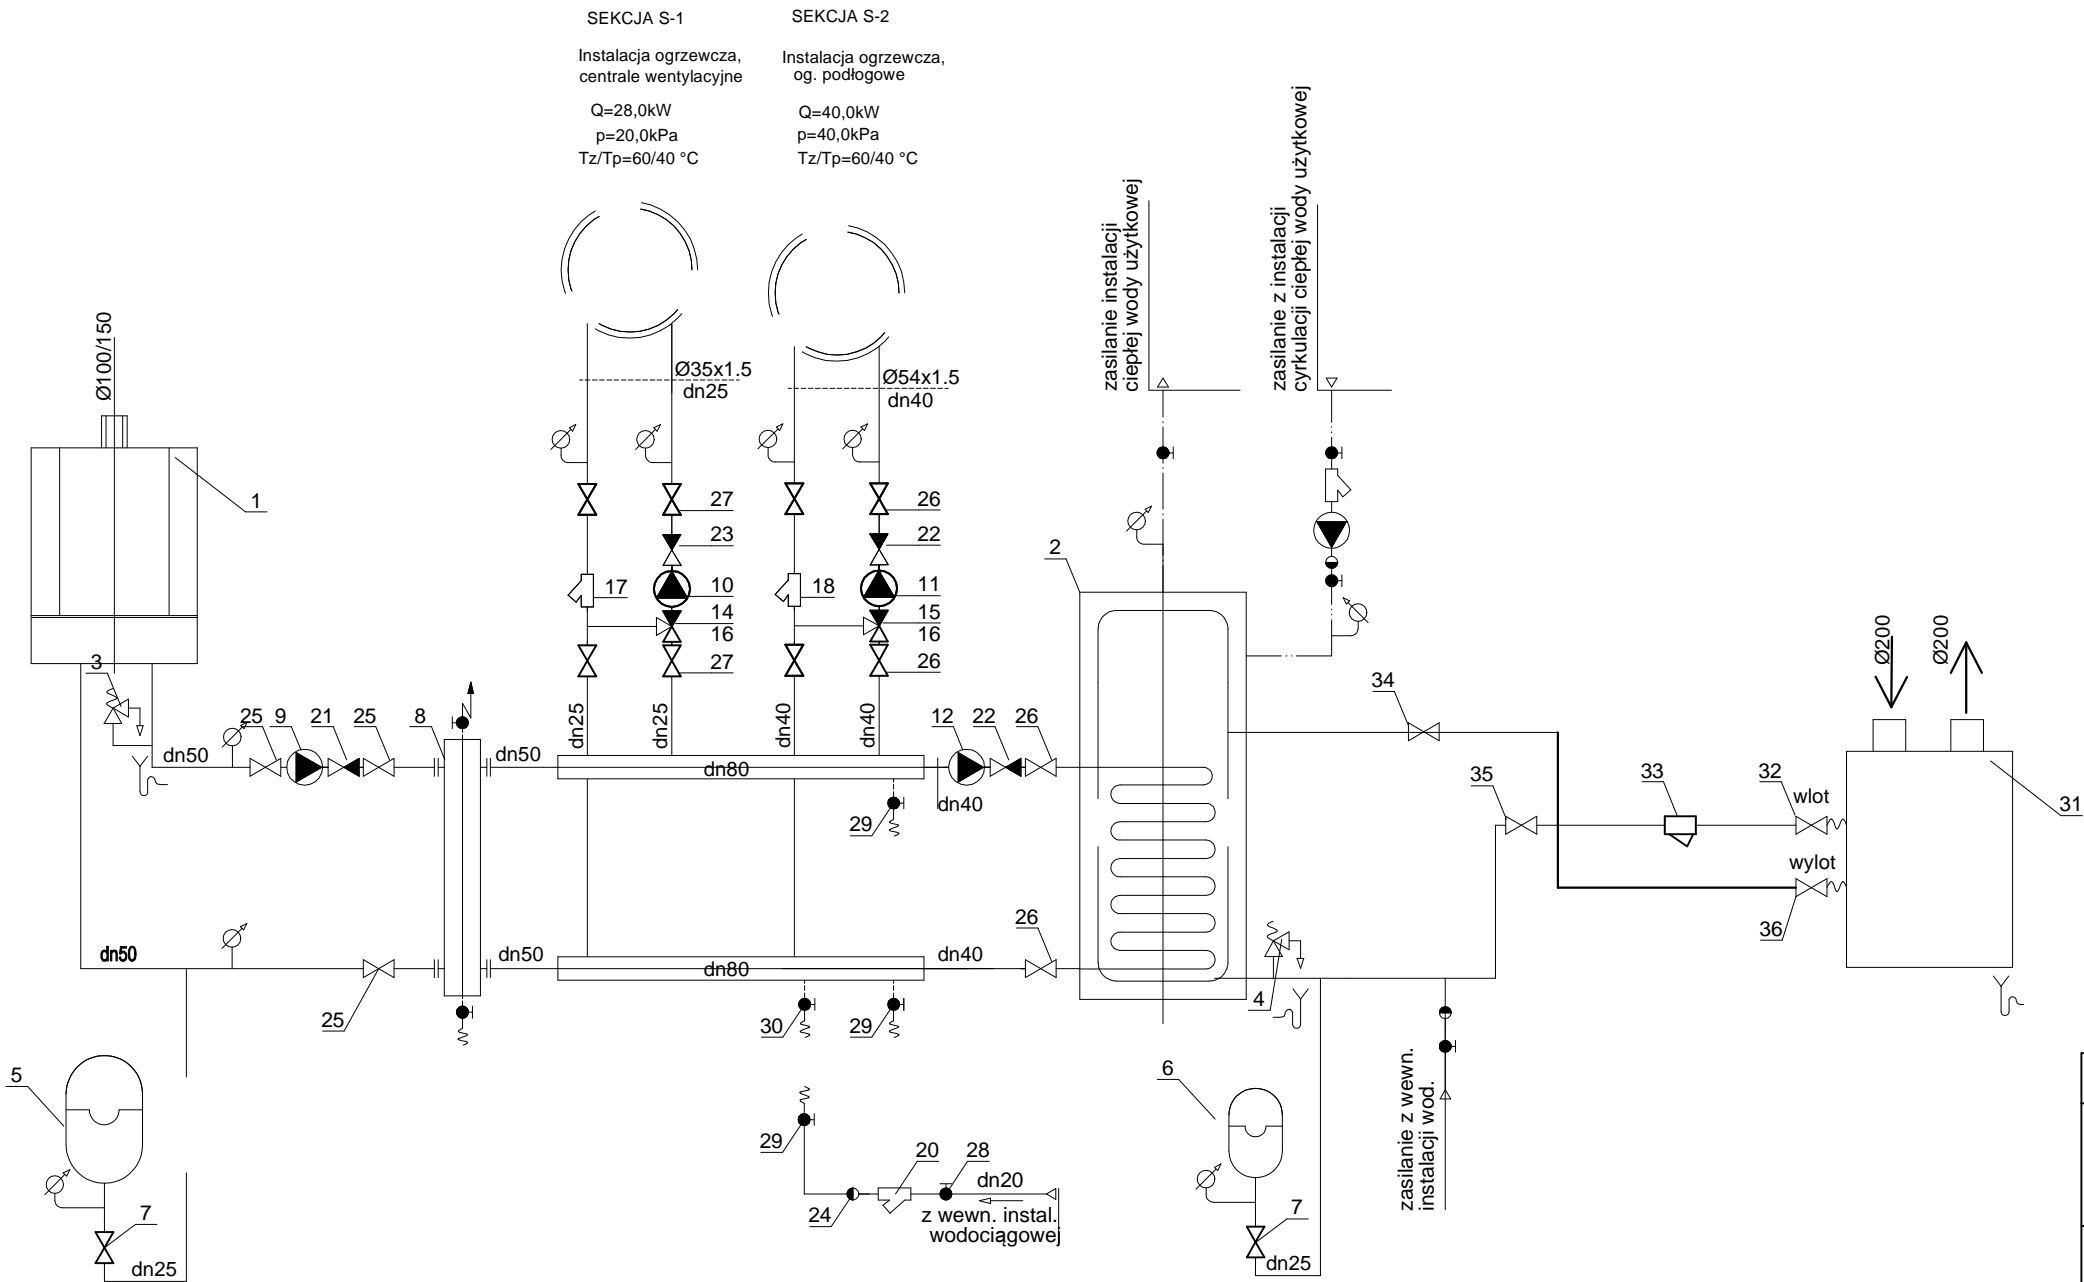 SEKCJA S-1
Instalacja ogrzewcza,
centrale wentylacyjne
Q=28,0kW
p=20,0kPa
Tz/Tp=60/40 °C
SEKCJA S-2
Instalacja ogrzewcza,
og. podłogowe
Q=40,0kW
p=40,0kPa
Tz/Tp=60/40 °C
zasilanie instalacji
ciepłej wody użytkowej
zasilanie z instalacji
cyrkulacji ciepłej wody użytkowej
Ø100/150
1
Ø35x1.5
dn25
Ø54x1.5
dn40
27
26
23
22
17
10
18
11
14
15
16
16
27
26
2
3
Ø200
Ø200
34
25
9
21
25
8
dn25
dn25
dn40
dn40
12
22
26
dn50
dn50
dn80
dn40
29
35
33
32
wlot
31
wylot
36
26
dn50
dn50
dn80
dn40
25
30
29
4
5
6
7
dn25
29
20
28
dn20
24
z wewn. instal.
wodociągowej
7
dn25
zasilanie z wewn.
instalacji wod.